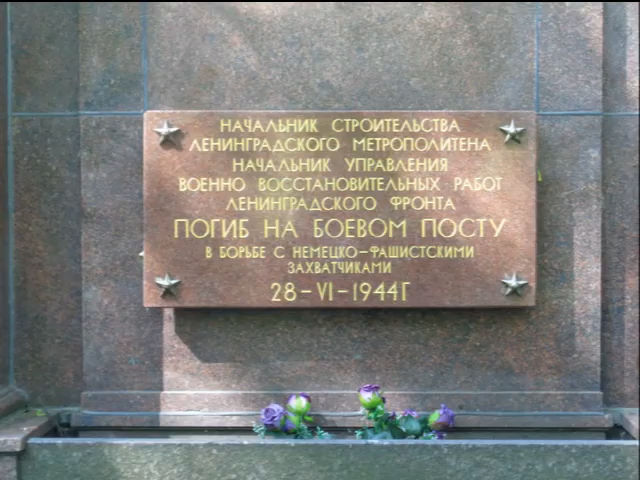 НАЧАЛЬНИК СТРОИТЕЛЬСТВА
ЛЕНИНГРАДСКОГО МЕТРОПОЛИТЕНА
НАЧАЛЬНИК УПРАВЛЕНИЯ
ВОЕННО ВОССТАНОВИТЕЛЬНЫХ РАБОТ
ЛЕНИНГРАДСКОГО ФРОНТА
ПОГИБ НА БОЕВОМ ПОСТУ
В БОРЬБЕ С НЕМЕЦКО-ФАШИСТСКИМИ
ЗАХВАТЧИКАМИ
28-VI-1944Г